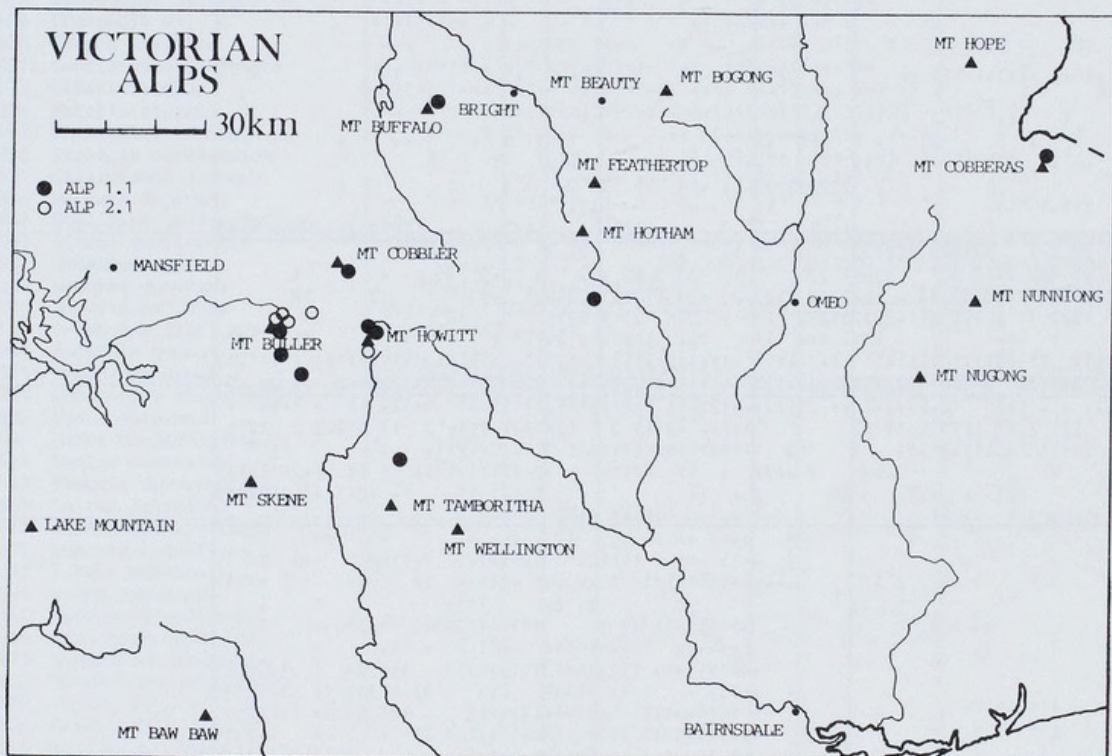 VICTORIAN
ALPS
30km
ALP 1.1
ALP 2.1
MT HOPE
MT BEAUTY
MT BOGONG
BRIGHT
MT BUFFALO
MT FEATHERTOP
MT COBBERAS
MT HOTHAM
MT COBBLER
MANSFIELD
OMEO
MT NUNNIONG
MT HOWITT
MT BULLER
MT NUGONG
MT SKENE
MT TAMBORITHA
LAKE MOUNTAIN
MT WELLINGTON
MT BAW BAW
BAIRNSDALE